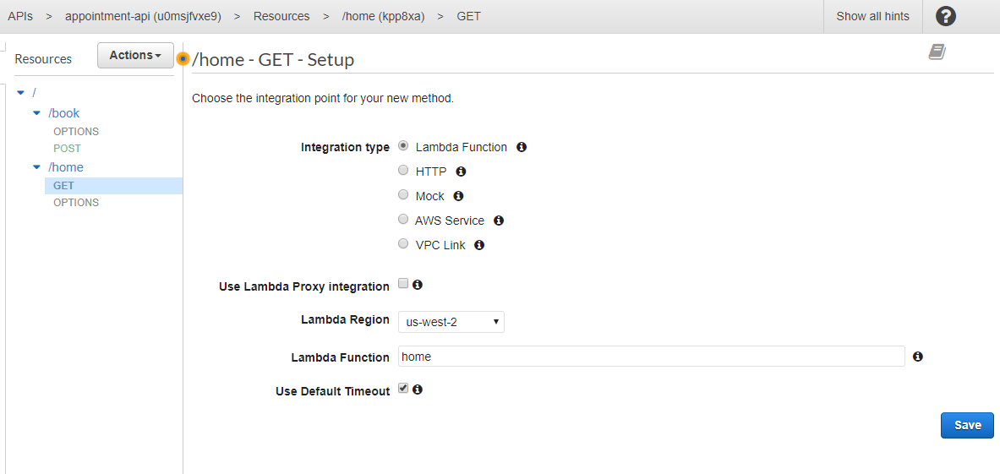 APIs > appointment-api (u0msjfvxe9) > Resources > /home (kpp8xa) > GET Show all hints ?
Resources Actions
/
/book
OPTIONS
POST
/home
GET
OPTIONS
/home - GET - Setup
Choose the integration point for your new method.
Integration type Lambda Function
HTTP
Mock
AWS Service
VPC Link
Use Lambda Proxy integration
Lambda Region us-west-2
Lambda Function home
Use Default Timeout
Save